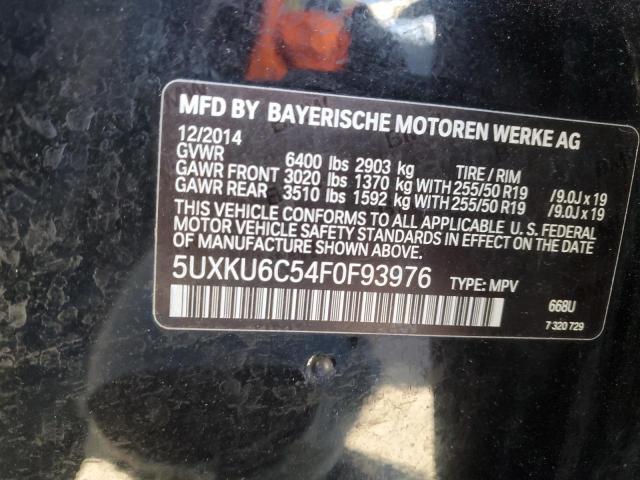 MFD BY BAYERISCHE MOTOREN WERKE AG
12/2014
GVWR 6400 lbs 2903 kg TIRE / RIM
GAWR FRONT 3020 lbs 1370 kg WITH 255/50 R19 /9.0J x 19
GAWR REAR 3510 lbs 1592 kg WITH 255/50 R19 /9.0J x 19
THIS VEHICLE CONFORMS TO ALL APPLICABLE U. S. FEDERAL
MOTOR VEHICLE SAFETY STANDARDS IN EFFECT ON THE DATE OF
MANUFACTURE SHOWN ABOVE.
5UXKU6C54F0F93976 TYPE: MPV
668U
7 320 729